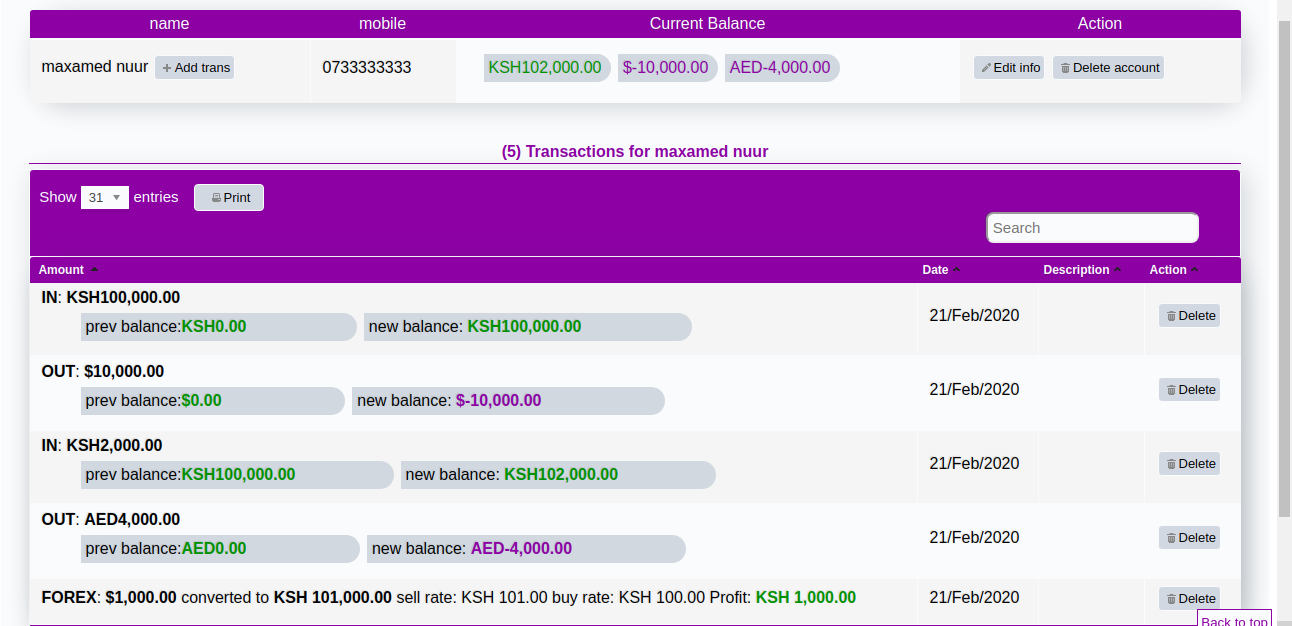 name mobile Current Balance Action
maxamed nuur Add trans 0733333333 KSH102,000.00 $-10,000.00 AED-4,000.00 Edit info Delete account
(5) Transactions for maxamed nuur
Show 31 entries Print
Search
Amount Date Description Action
IN: KSH100,000.00
prev balance:KSH0.00 new balance: KSH100,000.00 21/Feb/2020 Delete
OUT: $10,000.00
prev balance:$0.00 new balance: $-10,000.00 21/Feb/2020 Delete
IN: KSH2,000.00
prev balance:KSH100,000.00 new balance: KSH102,000.00 21/Feb/2020 Delete
OUT: AED4,000.00
prev balance:AED0.00 new balance: AED-4,000.00 21/Feb/2020 Delete
FOREX: $1,000.00 converted to KSH 101,000.00 sell rate: KSH 101.00 buy rate: KSH 100.00 Profit: KSH 1,000.00 21/Feb/2020 Delete
Back to top